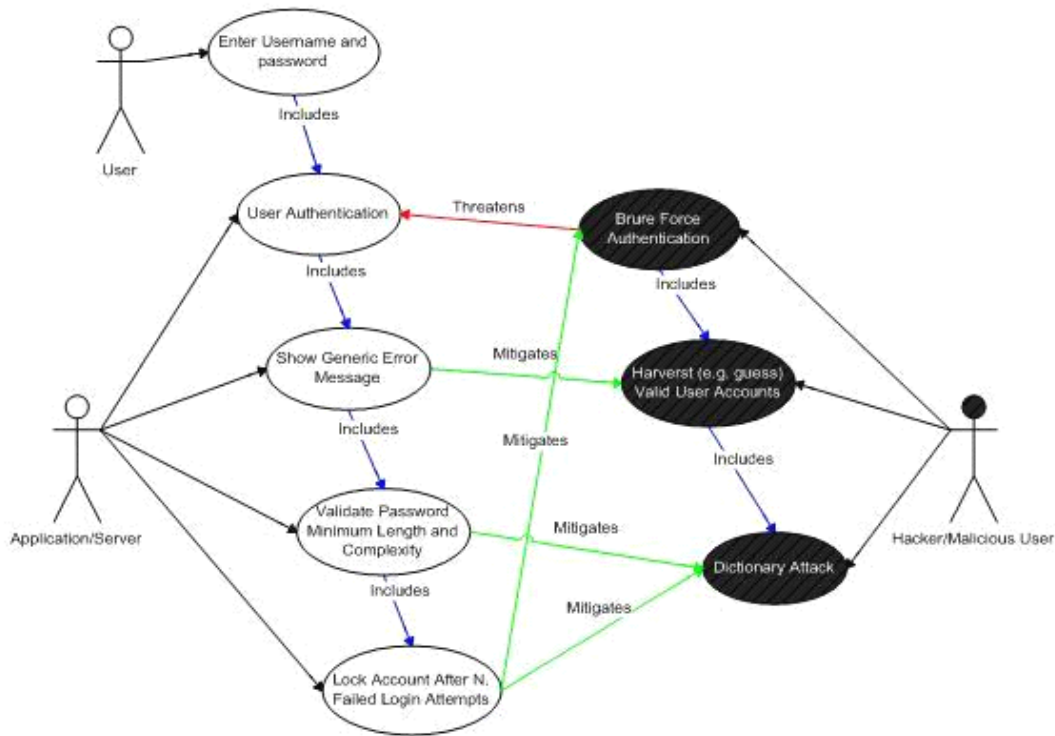 Enter Username and
password
Includes
User
User Authentication
Threatens
Brure Force
Authentication
Includes
Includes
Show Generic Error
Message
Mitigates
Harverst (e.g. guess)
Valid User Accounts
Includes
Mitigates
Includes
Application/Server
Validate Password
Minimum Length and
Complexity
Mitigates
Dictionary Attack
Hacker/Malicious User
Includes
Mitigates
Lock Account After N.
Failed Login Attempts